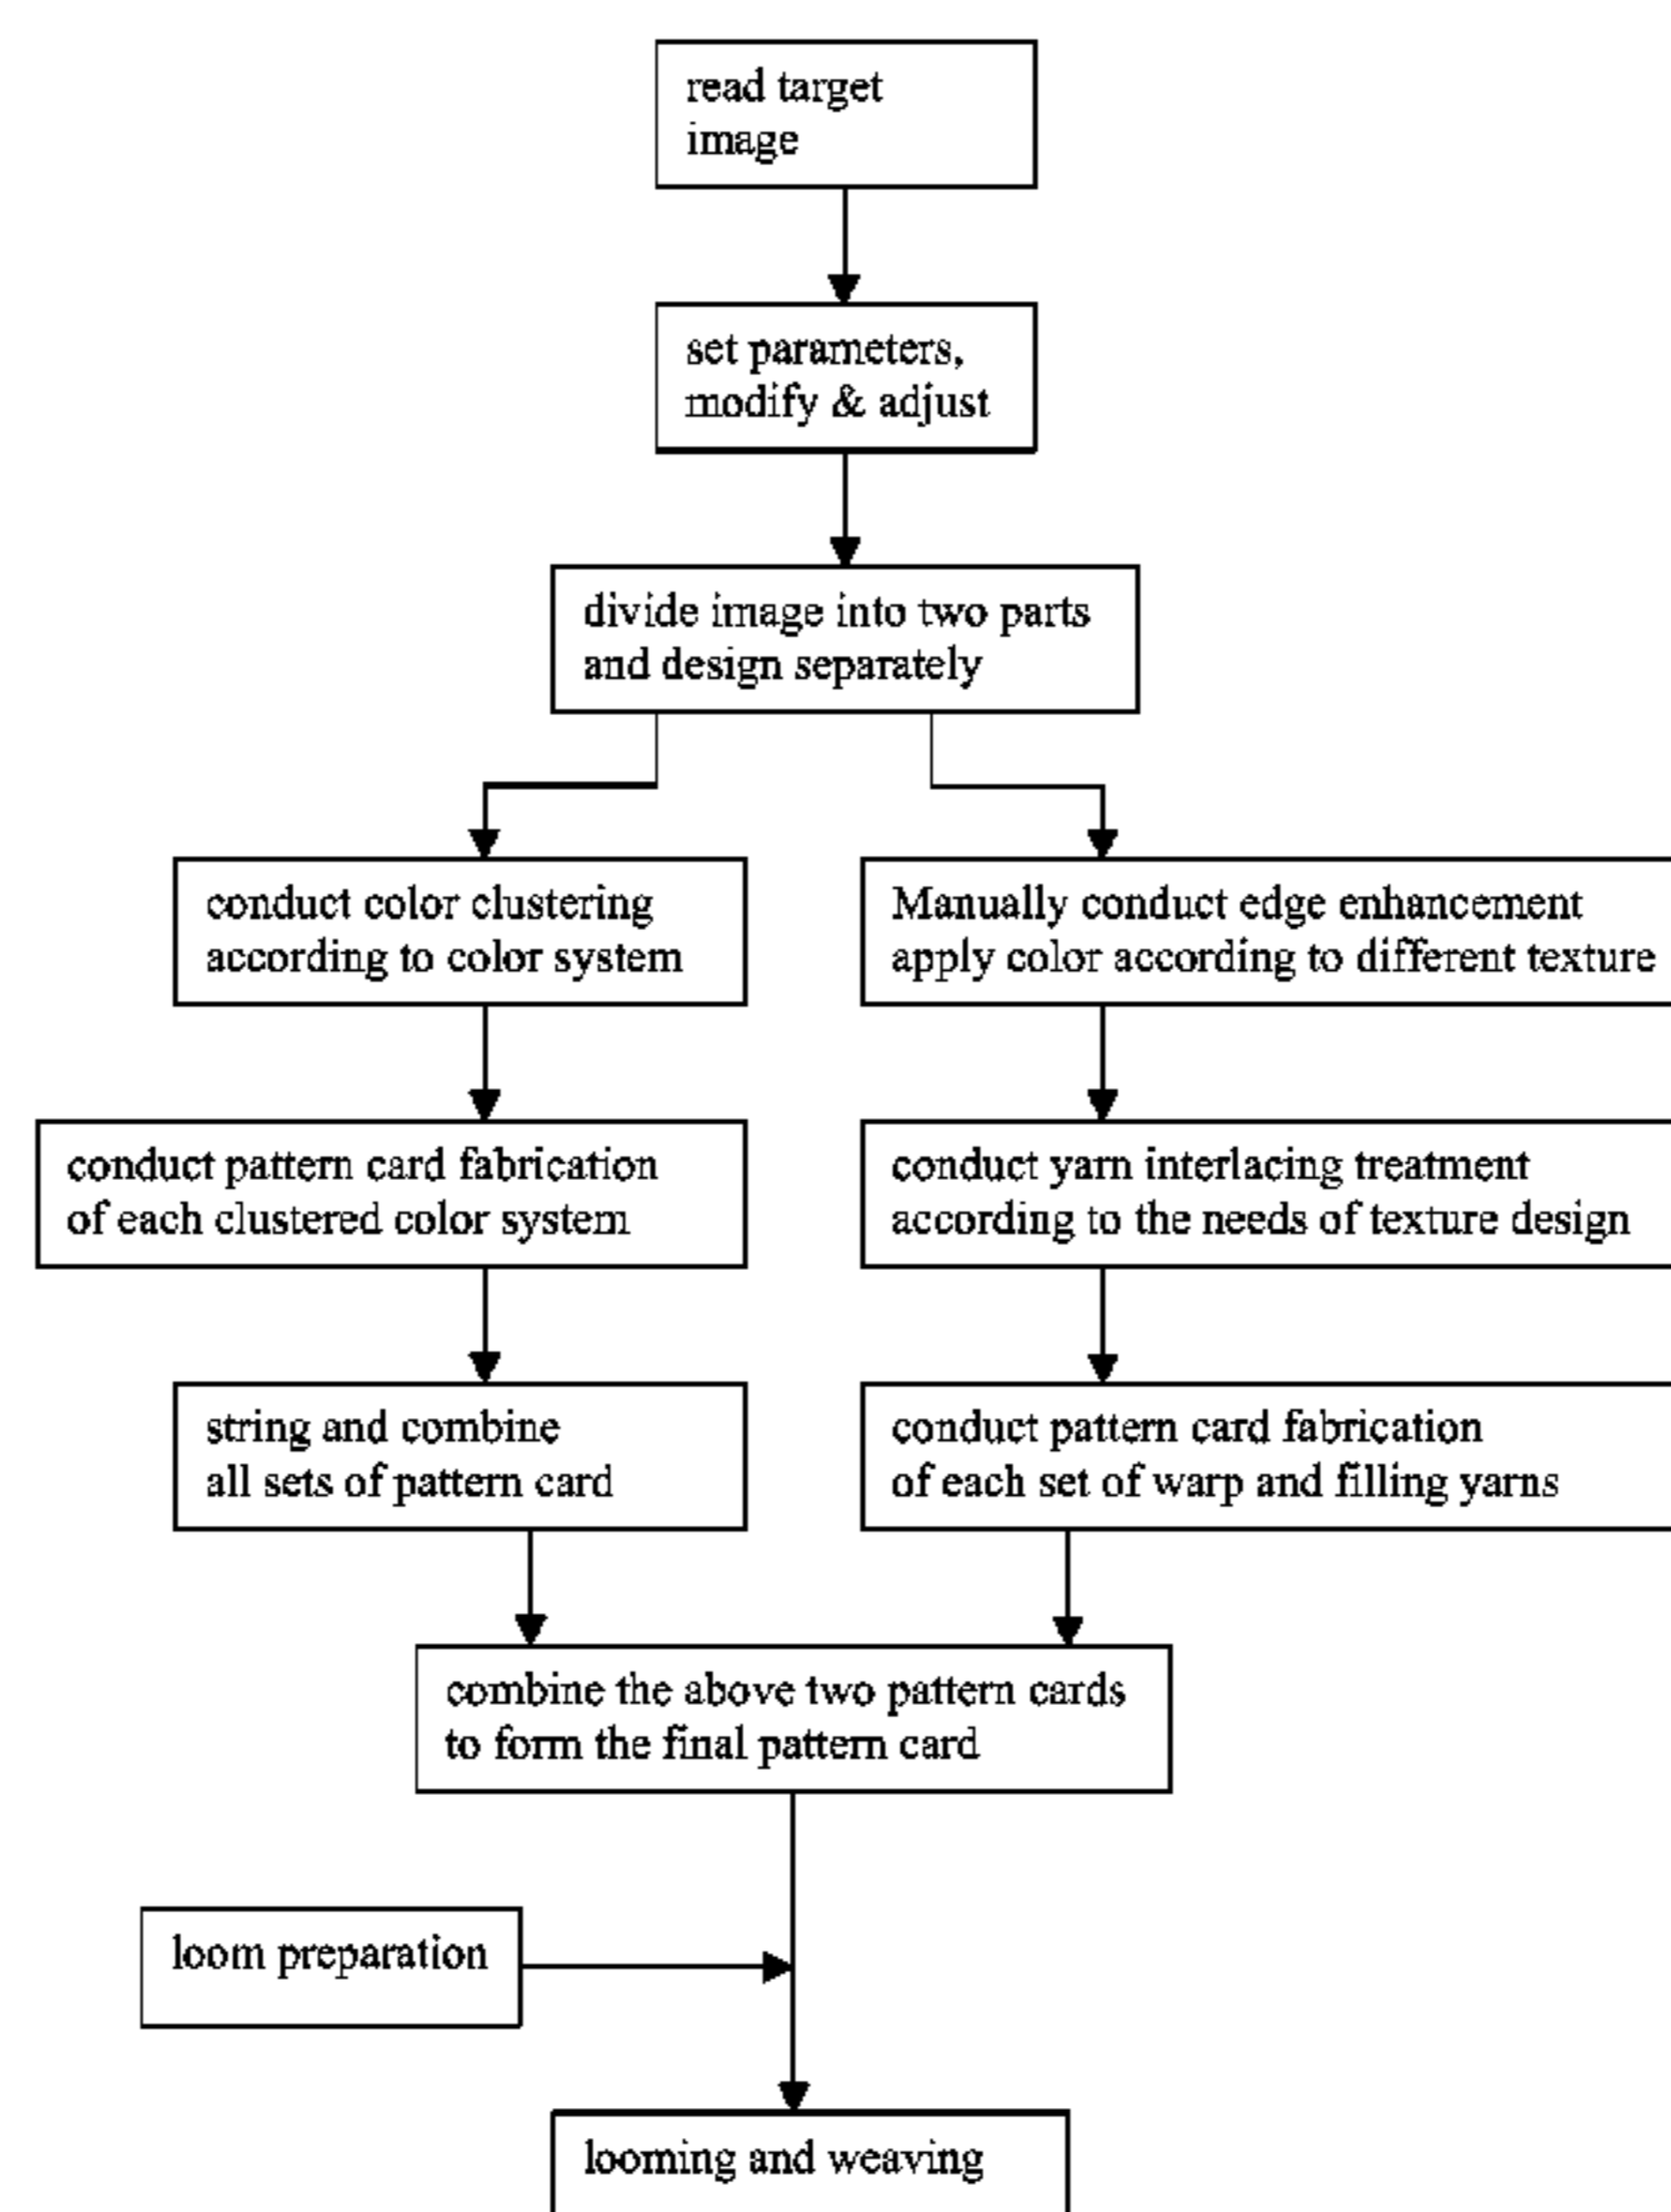 read target
image
set parameters,
modify & adjust
divide image into two parts
and design separately
conduct color clustering
according to color system
Manually conduct edge enhancement
apply color according to different texture
conduct pattern card fabrication
of each clustered color system
conduct yarn interlacing treatment
according to the needs of texture design
string and combine
all sets of pattern card
conduct pattern card fabrication
of each set of warp and filling yarns
combine the above two pattern cards
to form the final pattern card
loom preparation
looming and weaving